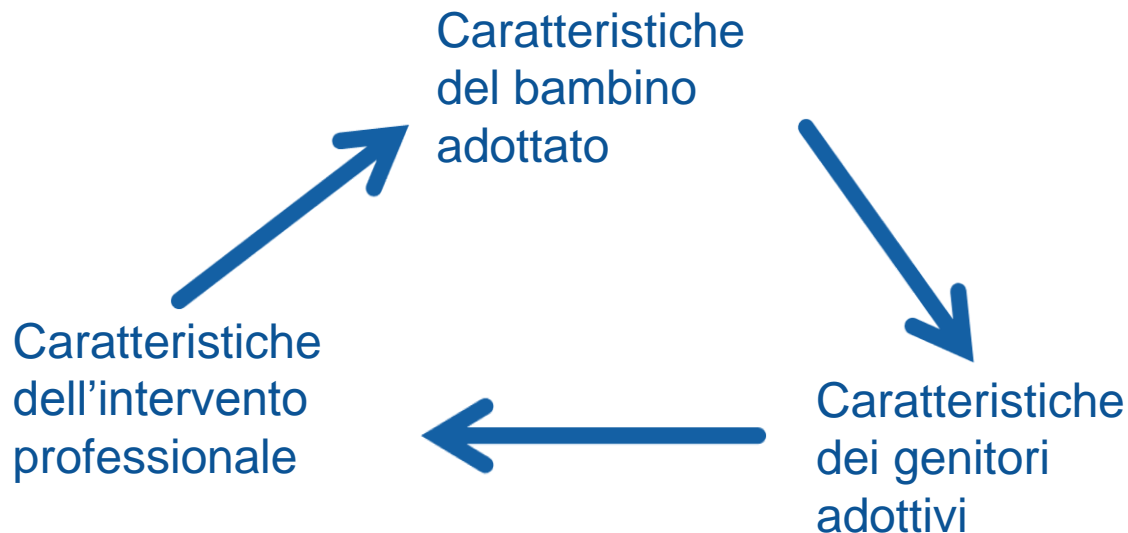 Caratteristiche
del bambino
adottato
Caratteristiche
dell’intervento
professionale
Caratteristiche
dei genitori
adottivi